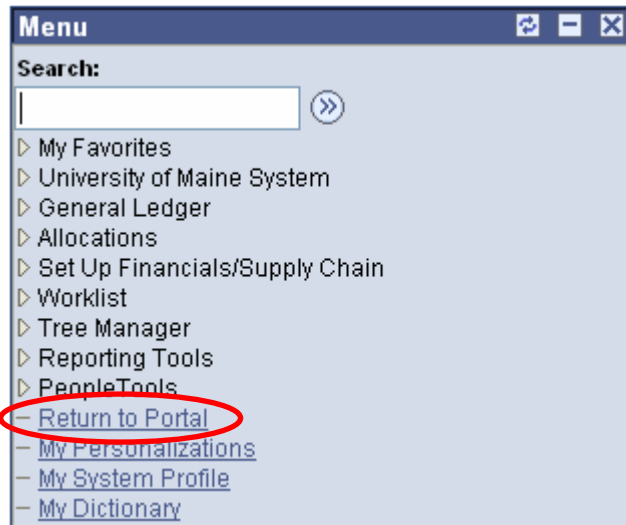 Menu
Search:
My Favorites
University of Maine System
General Ledger
Allocations
Set Up Financials/Supply Chain
Worklist
Tree Manager
Reporting Tools
PeopleTools
Return to Portal
My Personalizations
My System Profile
My Dictionary